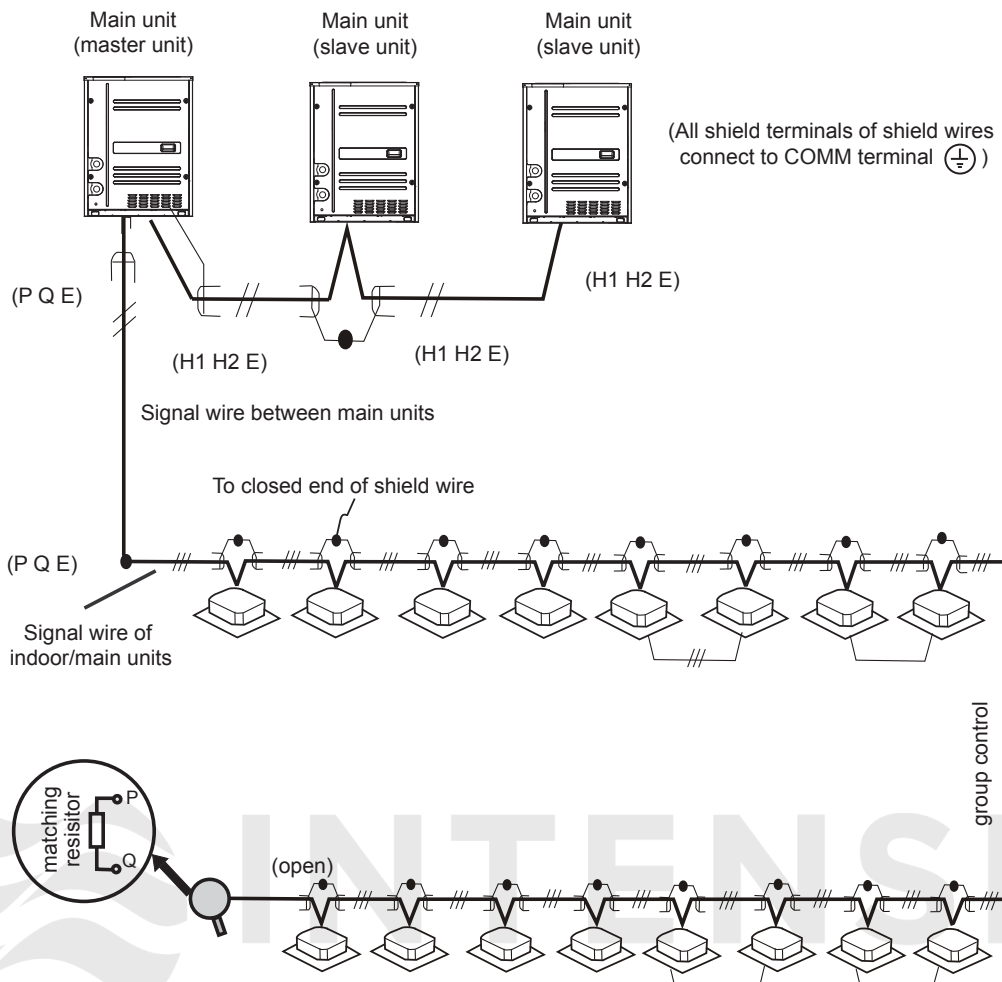 Main unit
(master unit)
Main unit
(slave unit)
Main unit
(slave unit)
(All shield terminals of shield wires
connect to COMM terminal )
(P Q E)
(H1 H2 E)
(H1 H2 E)
(H1 H2 E)
Signal wire between main units
To closed end of shield wire
(P Q E)
Signal wire of
indoor/main units
group control
matching
resisitor
P
Q
(open)
INTENS